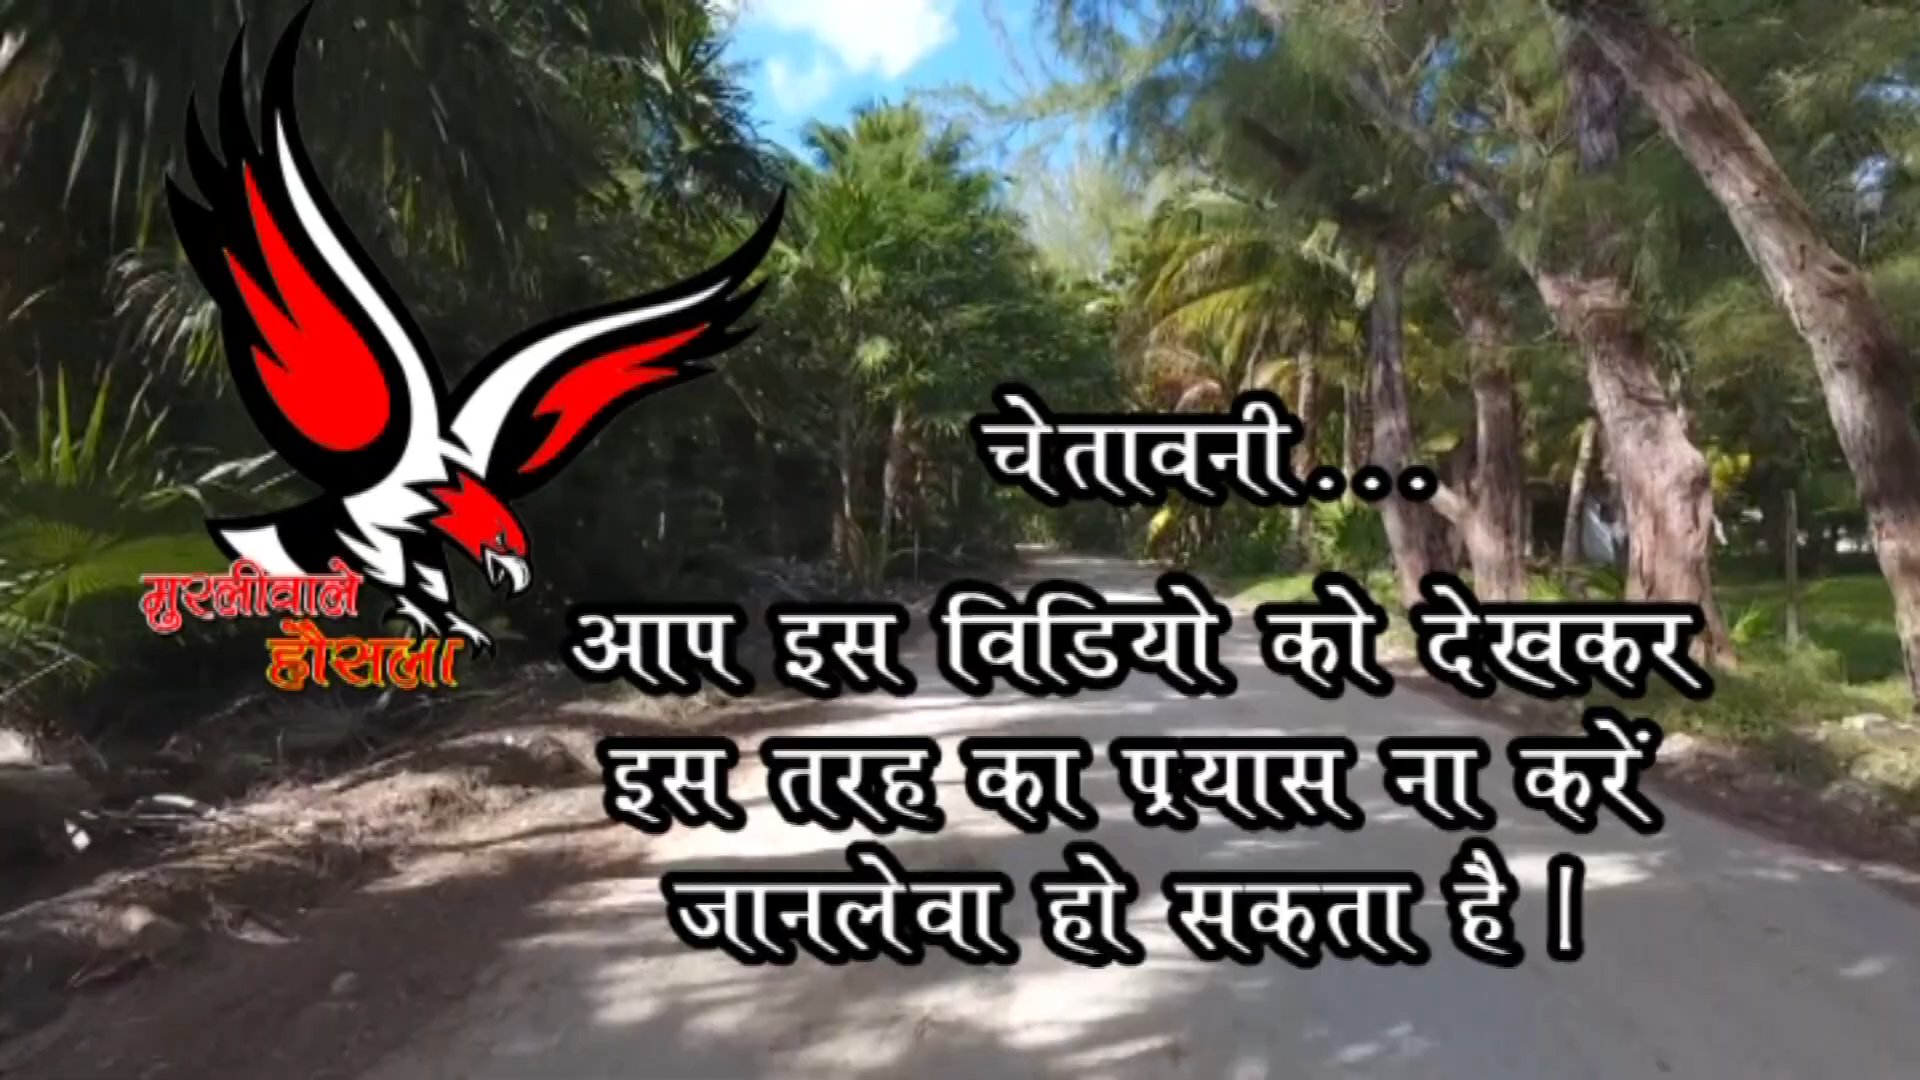 चेतावनी...
मुरलीवाले
हौसला
आप इस विडियो को देखकर
इस तरह का प्रयास ना करें
जानलेवा हो सकता है |